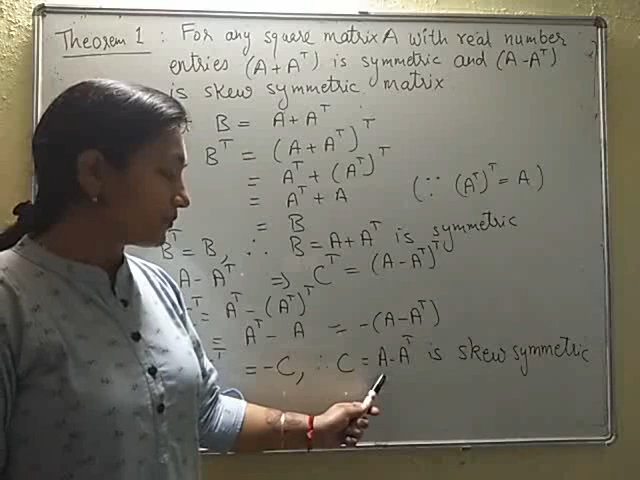 Theorem 1 : For any square matrix A with real number
entries (A + Aᵀ) is symmetric and (A - Aᵀ)
is skew symmetric matrix
B = A + Aᵀ
Bᵀ = (A + Aᵀ)ᵀ
= Aᵀ + (Aᵀ)ᵀ
= Aᵀ + A (∵ (Aᵀ)ᵀ = A)
= B
Bᵀ = B, ∴ B = A + Aᵀ is symmetric
A - Aᵀ ⇒ Cᵀ = (A - Aᵀ)ᵀ
= Aᵀ - (Aᵀ)ᵀ
= Aᵀ - A = -(A - Aᵀ)
= -C, ∴ C = A - Aᵀ is skew symmetric